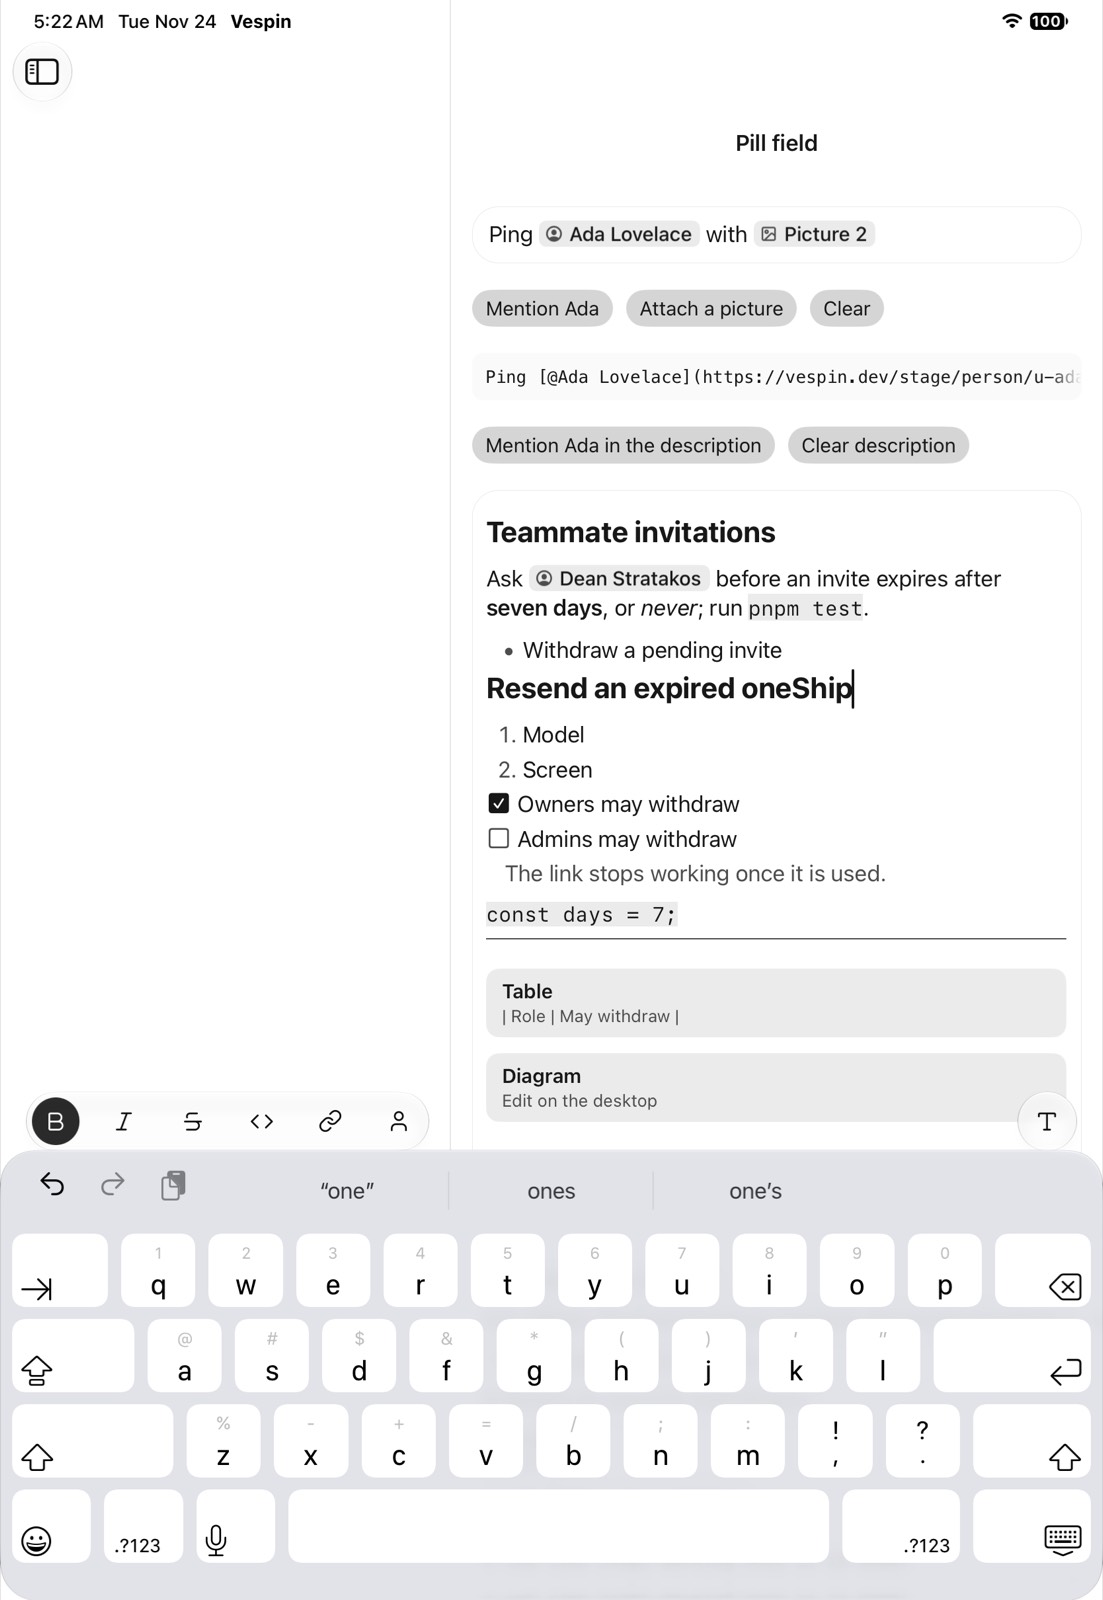 5:22 AM Tue Nov 24 Vespin
100
Pill field
Ping Ada Lovelace with Picture 2
Mention Ada Attach a picture Clear
Ping [@Ada Lovelace](https://vespin.dev/stage/person/u-ada
Mention Ada in the description Clear description
Teammate invitations
Ask Dean Stratakos before an invite expires after
seven days, or never; run pnpm test.
• Withdraw a pending invite
Resend an expired oneShip
1. Model
2. Screen
Owners may withdraw
Admins may withdraw
The link stops working once it is used.
const days = 7;
Table
| Role | May withdraw |
Diagram
Edit on the desktop
B I S <> T
“one” ones one’s
1 2 3 4 5 6 7 8 9 0
q w e r t y u i o p
@ # $ & * ( ) ' "
a s d f g h j k l
% - + = / ; : ! ?
z x c v b n m , .
.?123 .?123